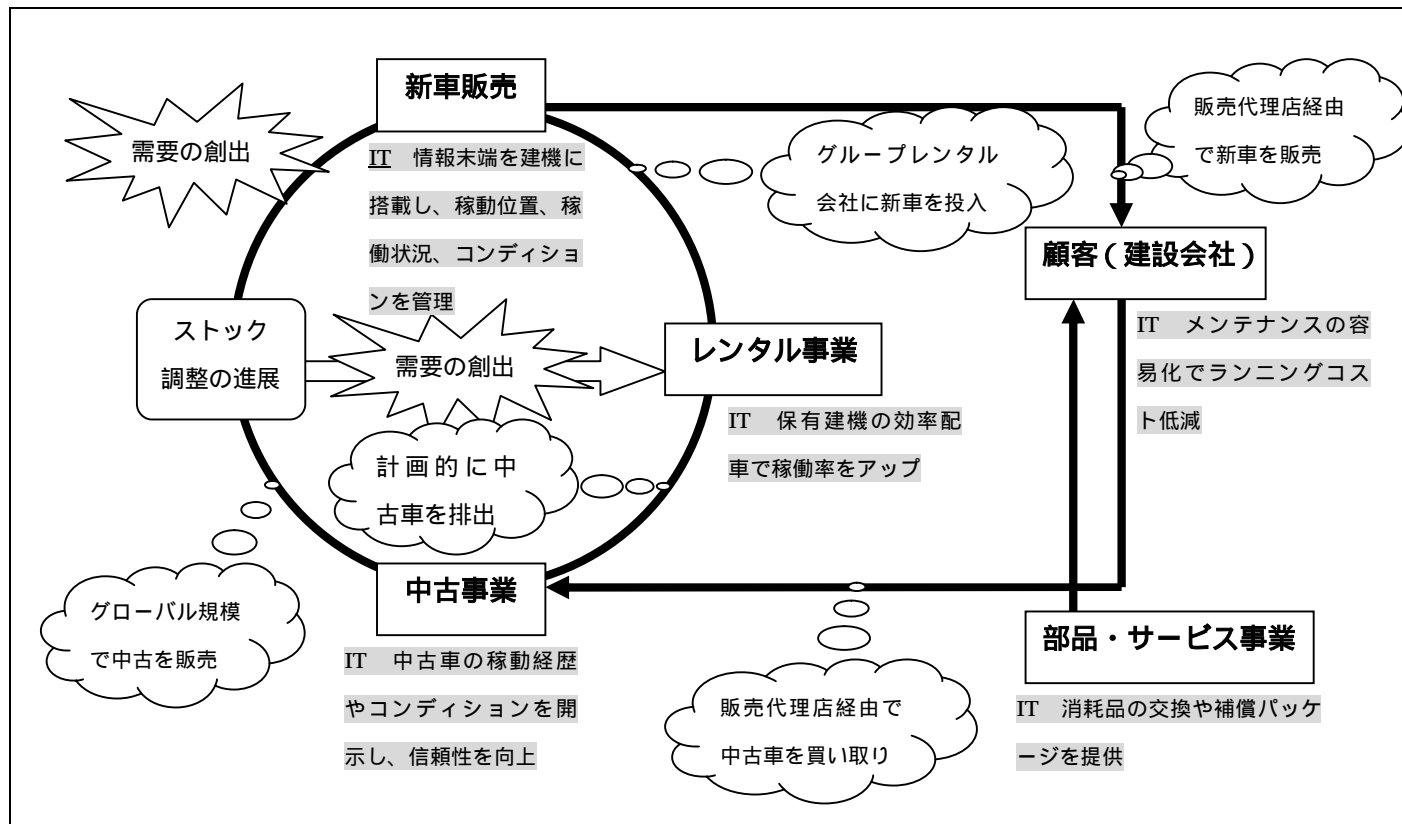 新車販売
需要の創出
IT 情報末端を建機に
搭載し、稼動位置、稼
働状況、コンディショ
ンを管理
グループレンタル
会社に新車を投入
販売代理店経由
で新車を販売
顧客（建設会社）
IT メンテナンスの容
易化でランニングコス
ト低減
ストック
調整の進展
需要の創出
レンタル事業
IT 保有建機の効率配
車で稼働率をアップ
計画的に中
古車を排出
中古事業
グローバル規模
で中古を販売
IT 中古車の稼動経歴
やコンディションを開
示し、信頼性を向上
販売代理店経由で
中古車を買い取り
部品・サービス事業
IT 消耗品の交換や補償パッケ
ージを提供